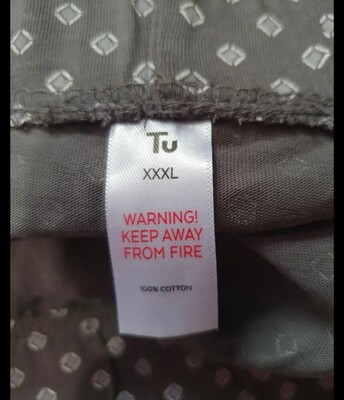 Tu
XXXL
WARNING!
KEEP AWAY
FROM FIRE
100% COTTON